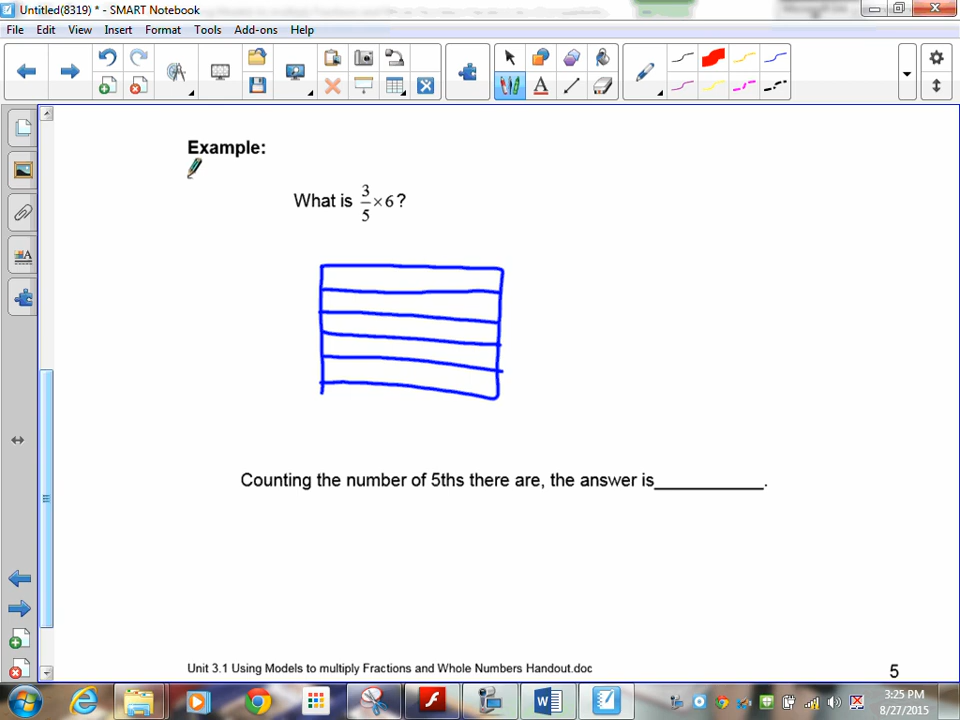 Untitled(8319) * - SMART Notebook
File Edit View Insert Format Tools Add-ons Help
Example:
What is 3/5 × 6 ?
Counting the number of 5ths there are, the answer is___________.
Unit 3.1 Using Models to multiply Fractions and Whole Numbers Handout.doc
5
3:25 PM
8/27/2015